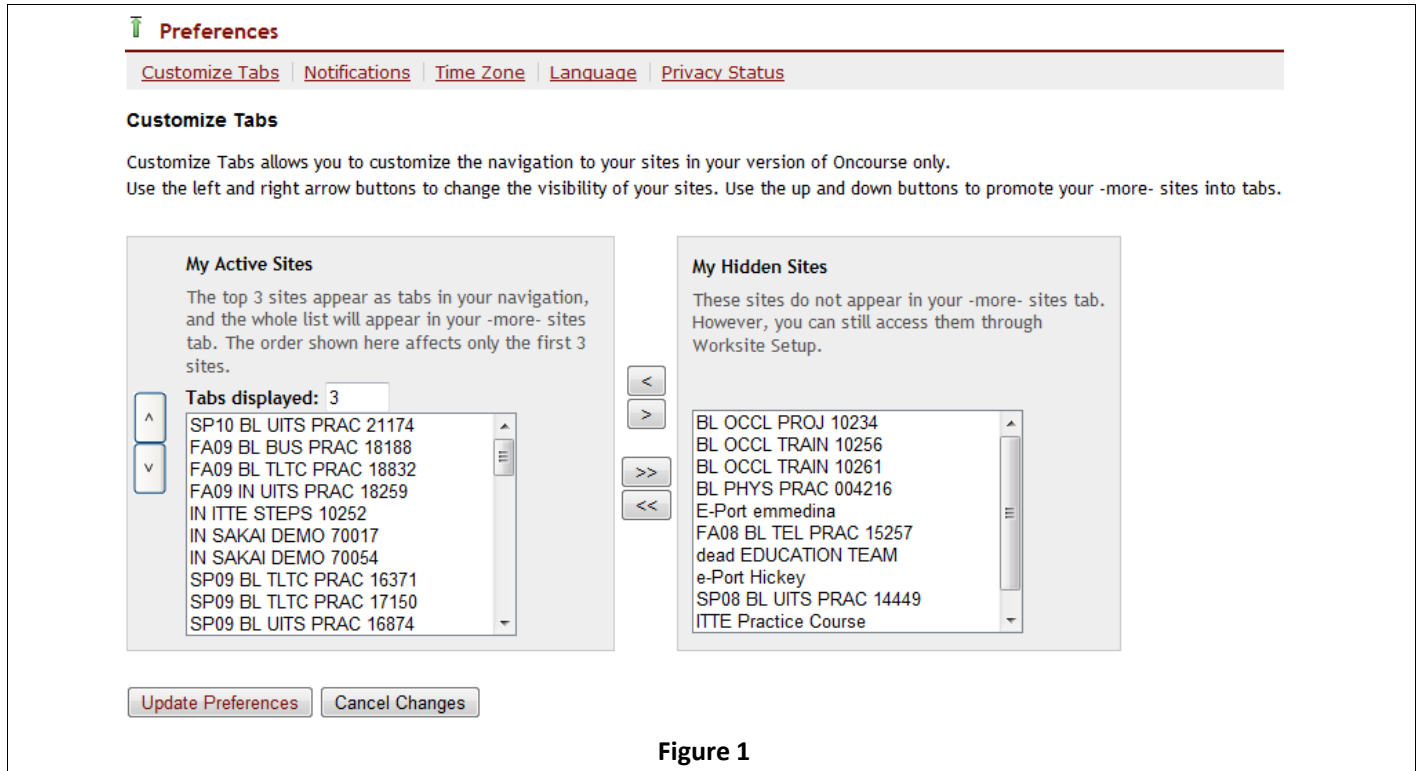 Preferences
Customize Tabs Notifications Time Zone Language Privacy Status
Customize Tabs
Customize Tabs allows you to customize the navigation to your sites in your version of Oncourse only.
Use the left and right arrow buttons to change the visibility of your sites. Use the up and down buttons to promote your -more- sites into tabs.
My Active Sites
The top 3 sites appear as tabs in your navigation,
and the whole list will appear in your -more- sites
tab. The order shown here affects only the first 3
sites.
Tabs displayed: 3
^
v
SP10 BL UITS PRAC 21174
FA09 BL BUS PRAC 18188
FA09 BL TLTC PRAC 18832
FA09 IN UITS PRAC 18259
IN ITTE STEPS 10252
IN SAKAI DEMO 70017
IN SAKAI DEMO 70054
SP09 BL TLTC PRAC 16371
SP09 BL TLTC PRAC 17150
SP09 BL UITS PRAC 16874
<
>
>>
<<
My Hidden Sites
These sites do not appear in your -more- sites tab.
However, you can still access them through
Worksite Setup.
BL OCCL PROJ 10234
BL OCCL TRAIN 10256
BL OCCL TRAIN 10261
BL PHYS PRAC 004216
E-Port emmedina
FA08 BL TEL PRAC 15257
dead EDUCATION TEAM
e-Port Hickey
SP08 BL UITS PRAC 14449
ITTE Practice Course
Update Preferences Cancel Changes
Figure 1